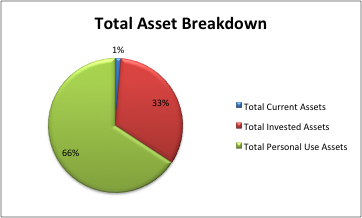 Total Asset Breakdown
1%
33%
66%
Total Current Assets
Total Invested Assets
Total Personal Use Assets